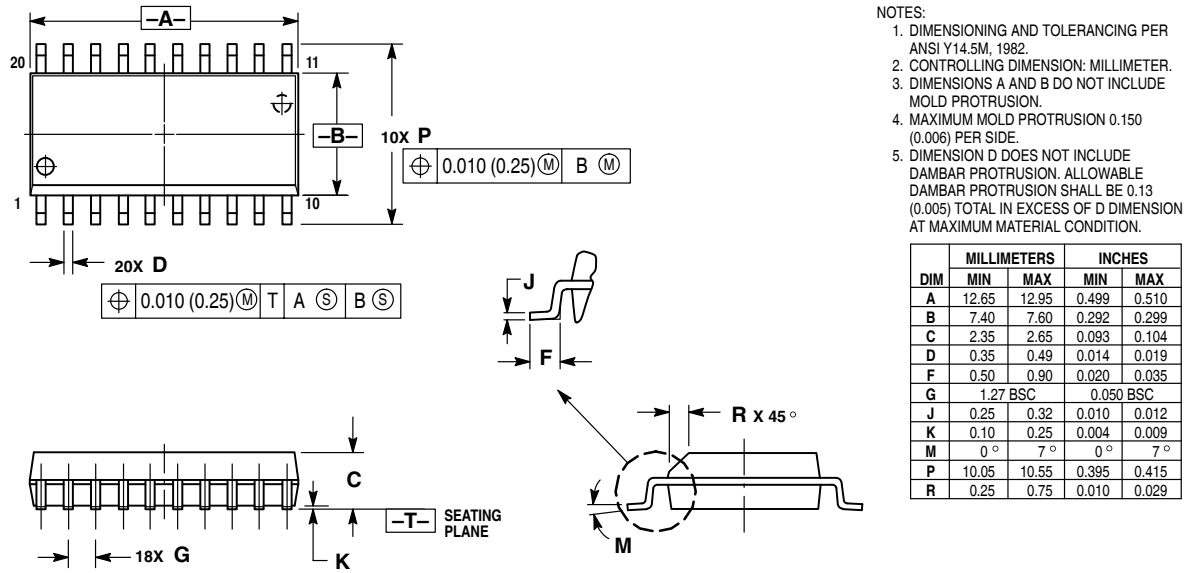 –A–
20
11
–B–
10X P
⌖ 0.010 (0.25) Ⓜ B Ⓜ
1
10
20X D
⌖ 0.010 (0.25) Ⓜ T A Ⓢ B Ⓢ
J
F
R X 45°
C
–T– SEATING
PLANE
18X G
K
M
NOTES:
1. DIMENSIONING AND TOLERANCING PER
ANSI Y14.5M, 1982.
2. CONTROLLING DIMENSION: MILLIMETER.
3. DIMENSIONS A AND B DO NOT INCLUDE
MOLD PROTRUSION.
4. MAXIMUM MOLD PROTRUSION 0.150
(0.006) PER SIDE.
5. DIMENSION D DOES NOT INCLUDE
DAMBAR PROTRUSION. ALLOWABLE
DAMBAR PROTRUSION SHALL BE 0.13
(0.005) TOTAL IN EXCESS OF D DIMENSION
AT MAXIMUM MATERIAL CONDITION.
MILLIMETERS INCHES
DIM MIN MAX MIN MAX
A 12.65 12.95 0.499 0.510
B 7.40 7.60 0.292 0.299
C 2.35 2.65 0.093 0.104
D 0.35 0.49 0.014 0.019
F 0.50 0.90 0.020 0.035
G 1.27 BSC 0.050 BSC
J 0.25 0.32 0.010 0.012
K 0.10 0.25 0.004 0.009
M 0° 7° 0° 7°
P 10.05 10.55 0.395 0.415
R 0.25 0.75 0.010 0.029